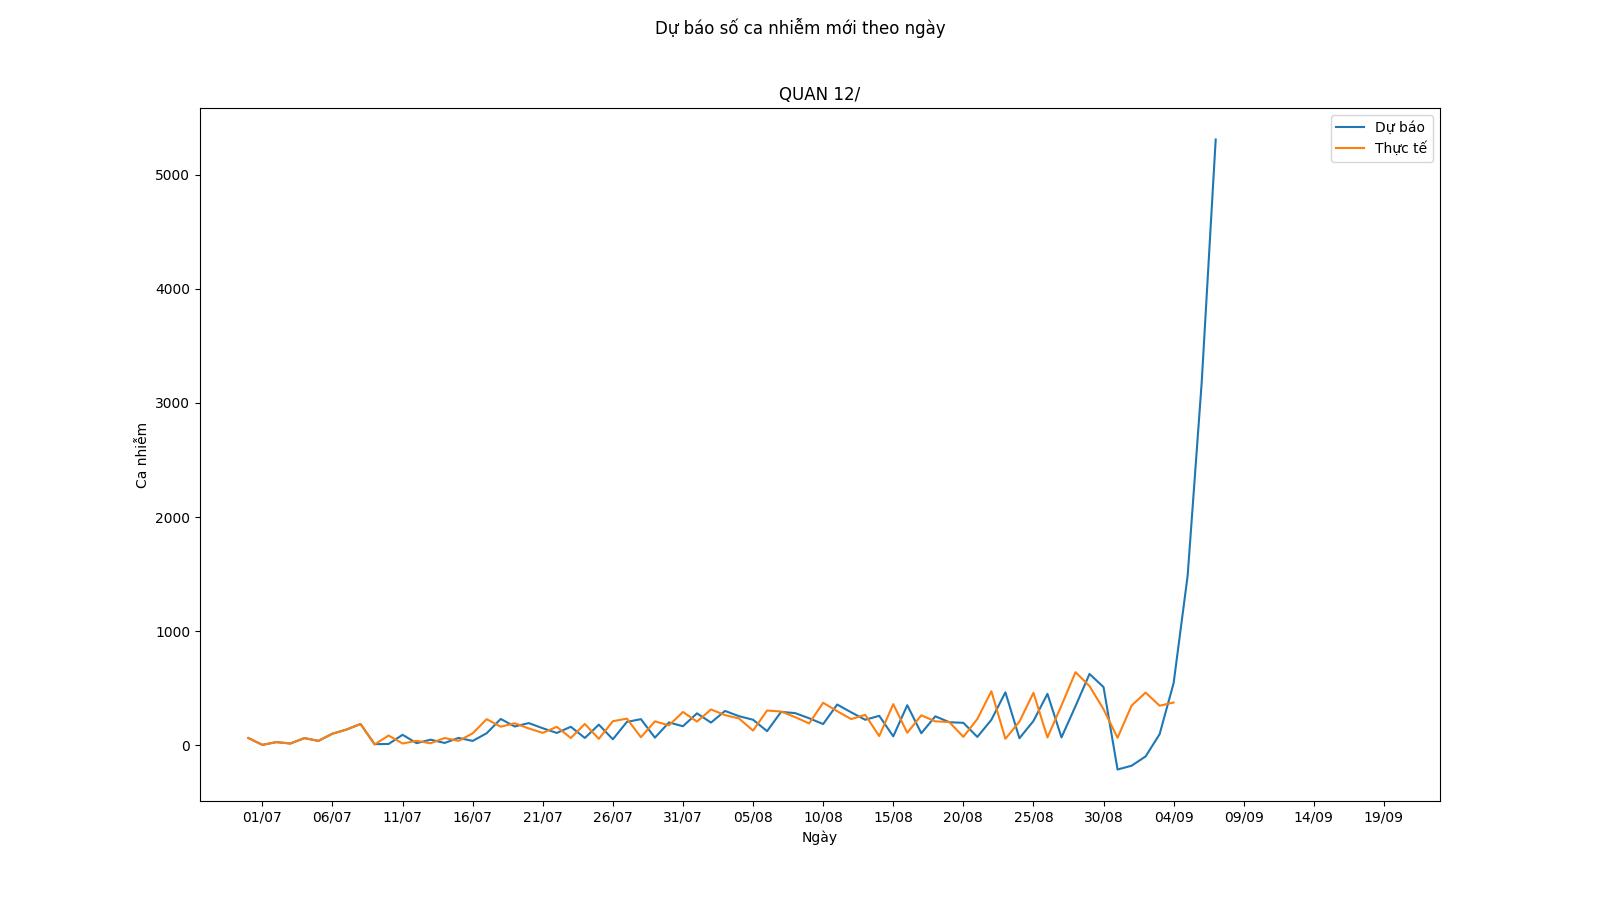 Dự báo số ca nhiễm mới theo ngày
QUAN 12/
Dự báo
Thực tế
5000
4000
3000
2000
1000
0
Ca nhiễm
01/07 06/07 11/07 16/07 21/07 26/07 31/07 05/08 10/08 15/08 20/08 25/08 30/08 04/09 09/09 14/09 19/09
Ngày